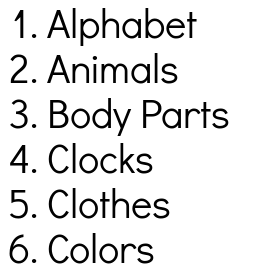 1. Alphabet
2. Animals
3. Body Parts
4. Clocks
5. Clothes
6. Colors